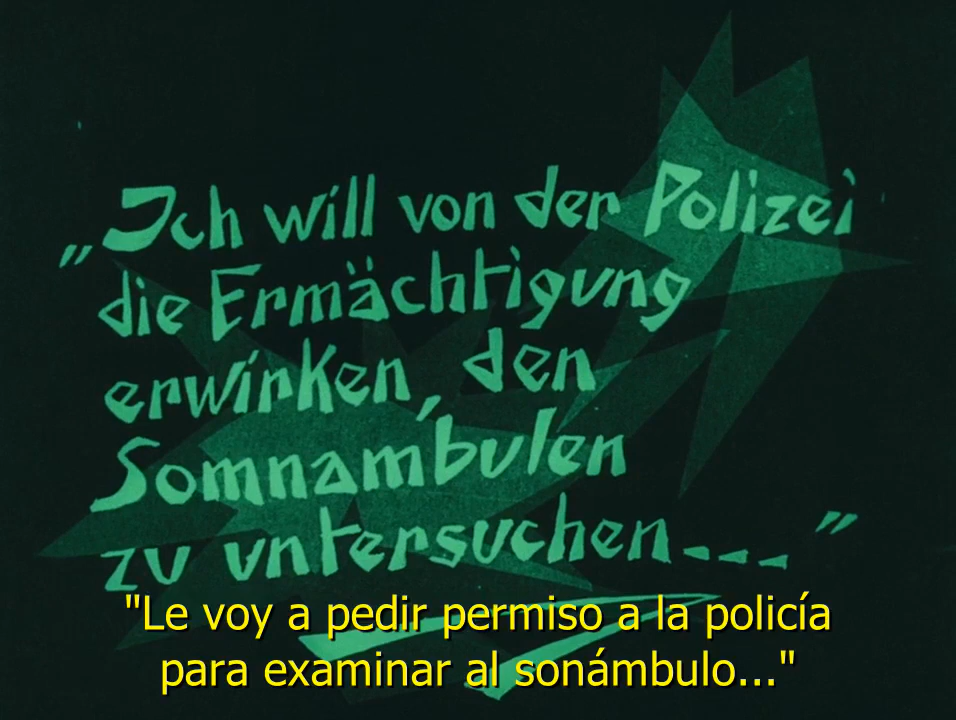 „Ich will von der Polizei
die Ermächtigung
erwirken, den
Somnambulen
zu untersuchen----"
"Le voy a pedir permiso a la policía
para examinar al sonámbulo..."